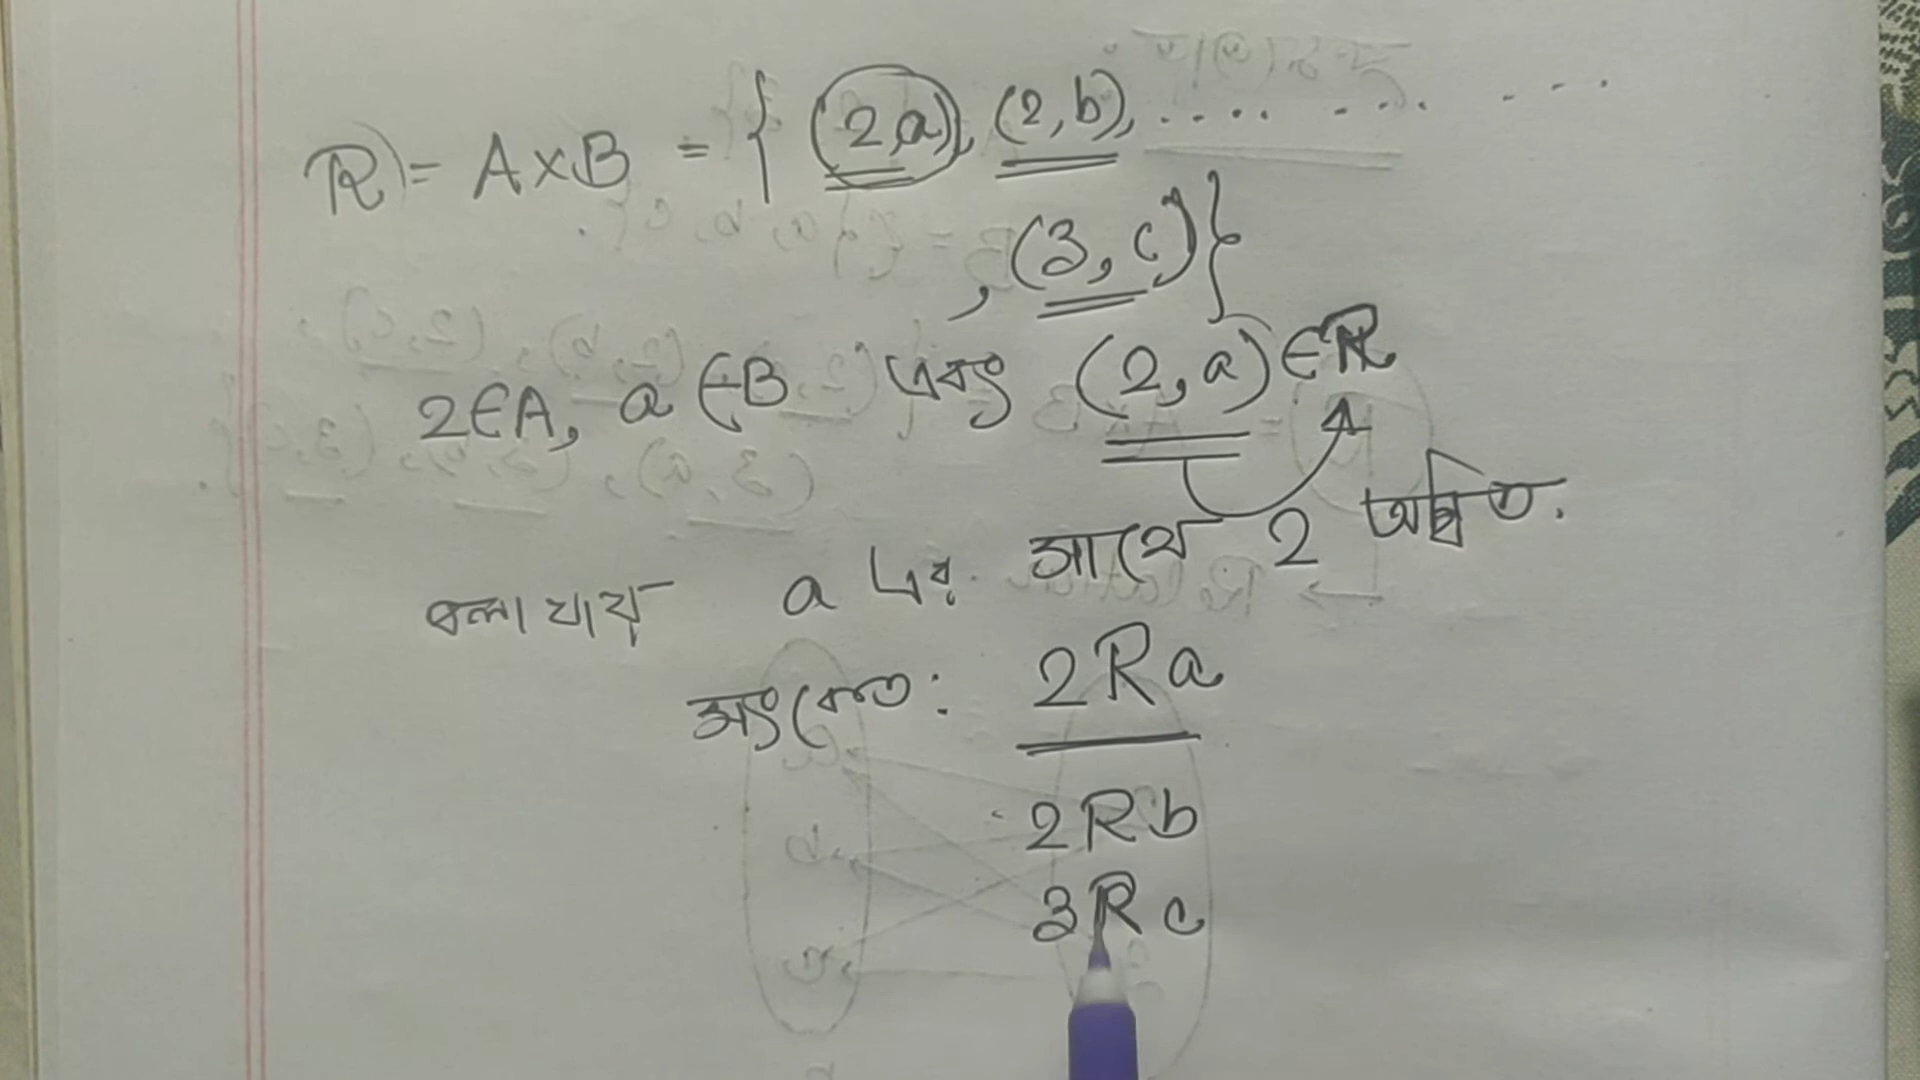 R = A×B = { (2,a), (2,b), .... ... ...
, (3,c)}
2∈A, a∈B এবং (2,a)∈R
বলা যায় a এর সাথে 2 অন্বিত.
সংকেত: 2Ra
2Rb
3Rc